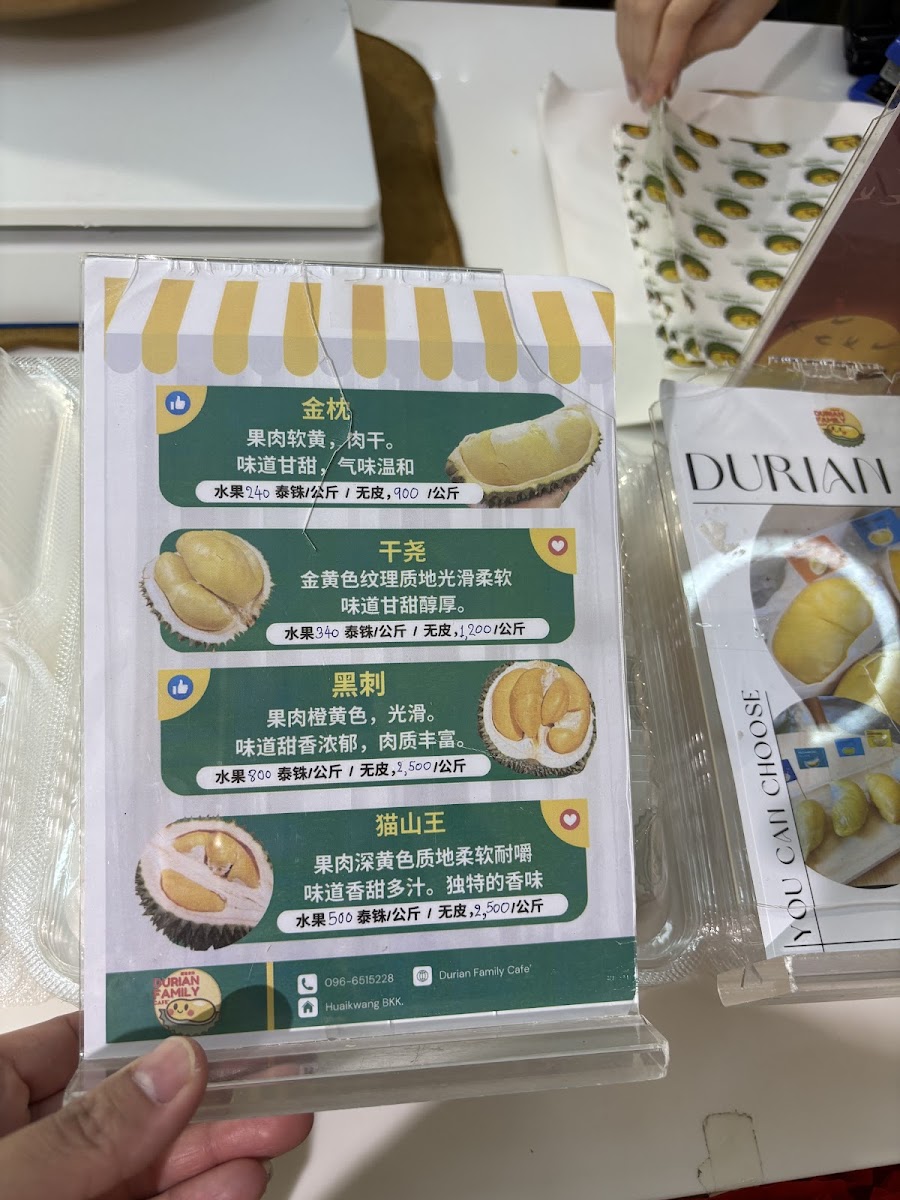 金枕
果肉软黄，肉干。
味道甘甜，气味温和
水果240 泰铢/公斤 / 无皮,900 /公斤
干尧
金黄色纹理质地光滑柔软
味道甘甜醇厚。
水果340 泰铢/公斤 / 无皮,1,200/公斤
黑刺
果肉橙黄色，光滑。
味道甜香浓郁，肉质丰富。
水果800 泰铢/公斤 / 无皮,2,500/公斤
猫山王
果肉深黄色质地柔软耐嚼
味道香甜多汁。独特的香味
水果500 泰铢/公斤 / 无皮,2,500/公斤
DURIAN
FAMILY
CAFE
096-6515228
Durian Family Cafe'
Huaikwang BKK.
DURIAN
FAMILY
DURIAN
YOU CAN CHOOSE